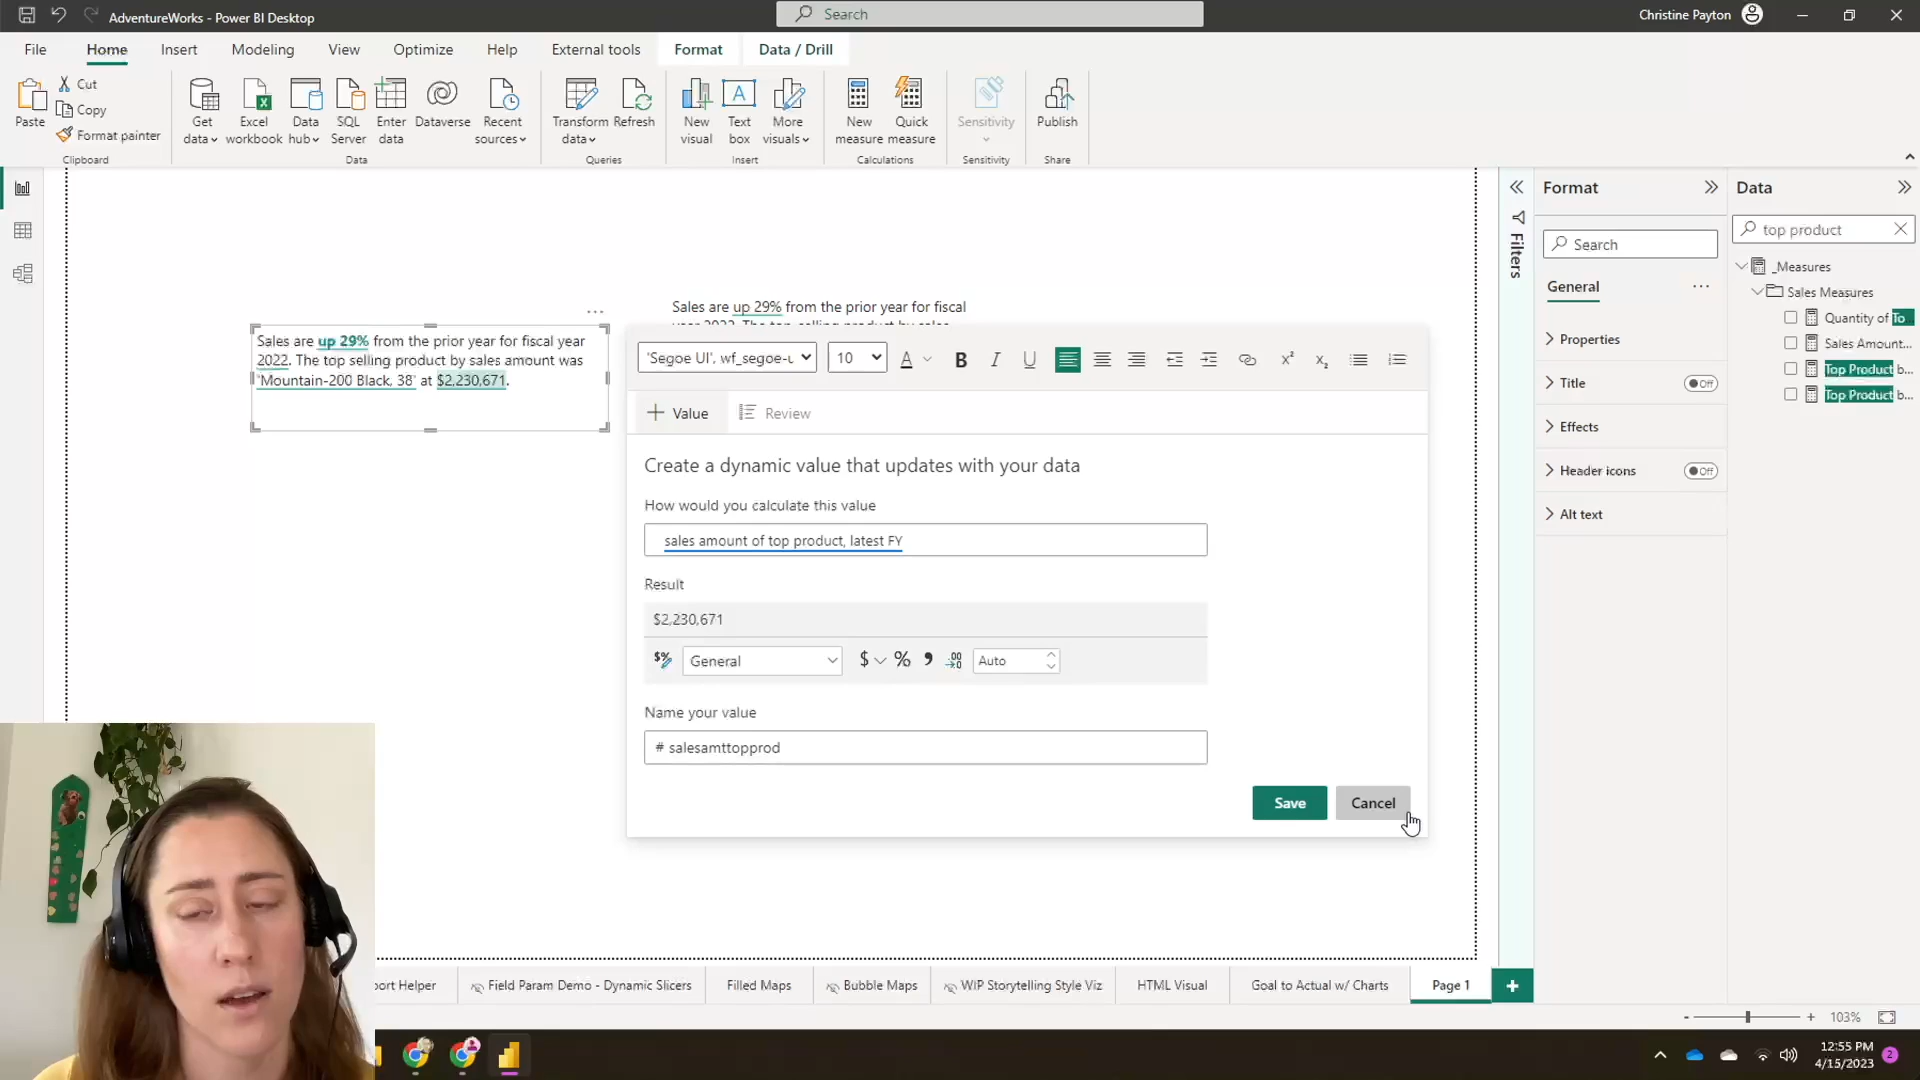 AdventureWorks - Power BI Desktop
Search
Christine Payton
File
Home
Insert
Modeling
View
Optimize
Help
External tools
Format
Data / Drill
Paste
Cut
Copy
Format painter
Clipboard
Get data
Excel workbook
Data hub
SQL Server
Enter data
Dataverse
Recent sources
Data
Transform data
Refresh
Queries
New visual
Text box
More visuals
Insert
New measure
Quick measure
Calculations
Sensitivity
Sensitivity
Publish
Share
Sales are up 29% from the prior year for fiscal
Sales are up 29% from the prior year for fiscal year
2022. The top selling product by sales amount was
"Mountain-200 Black, 38" at $2,230,671.
'Segoe UI', wf_segoe-u
10
A
B
I
U
Value
Review
Create a dynamic value that updates with your data
How would you calculate this value
sales amount of top product, latest FY
Result
$2,230,671
General
$
%
Auto
Name your value
# salesamttopprod
Save
Cancel
Filters
Format
Search
General
Properties
Title
Off
Effects
Header icons
Off
Alt text
Data
top product
_Measures
Sales Measures
Quantity of To
Sales Amount...
Top Product b...
Top Product b...
ort Helper
Field Param Demo - Dynamic Slicers
Filled Maps
Bubble Maps
WiP Storytelling Style Viz
HTML Visual
Goal to Actual w/ Charts
Page 1
+
- + 103%
12:55 PM
4/15/2023
2